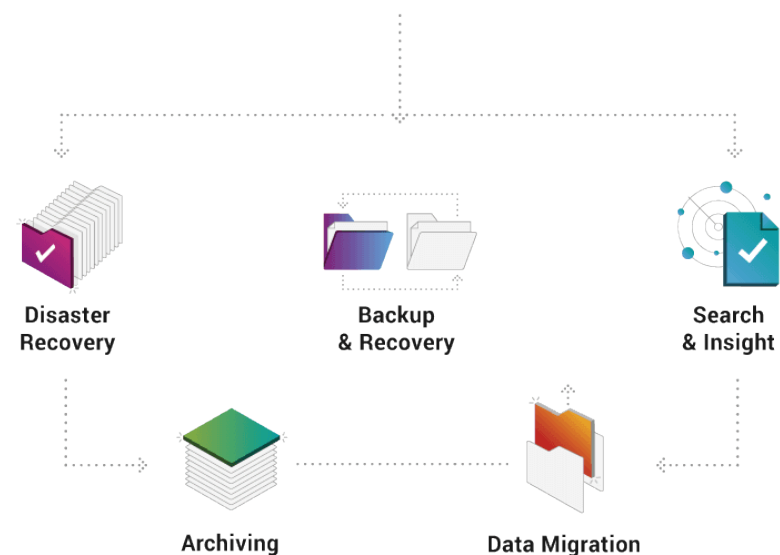 Disaster
Recovery
Backup
& Recovery
Search
& Insight
Archiving
Data Migration